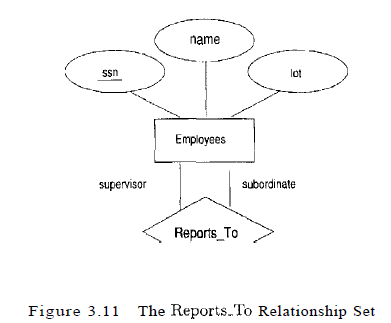 name
ssn
lot
Employees
supervisor
subordinate
Reports_To
Figure 3.11 The Reports_To Relationship Set